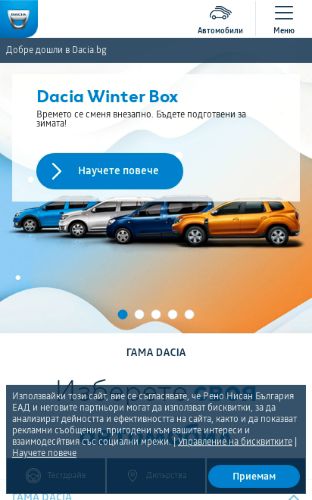 DACIA
Автомобили
Меню
Добре дошли в Dacia.bg
Dacia Winter Box
Времето се сменя внезапно. Бъдете подготвени за
зимата!
Научете повече
ГАМА DACIA
Изберете своя
автомобил
Използвайки този сайт, вие се съгласявате, че Рено Нисан България
ЕАД и неговите партньори могат да използват бисквитки, за да
анализират дейността и ефективността на сайта, както и да показват
рекламни съобщения, пригодени към вашите интереси и
взаимодействия със социални мрежи. | Управление на бисквитките |
Научете повече
Тестдрайв
Дилърства
Приемам
ГАМА DACIA